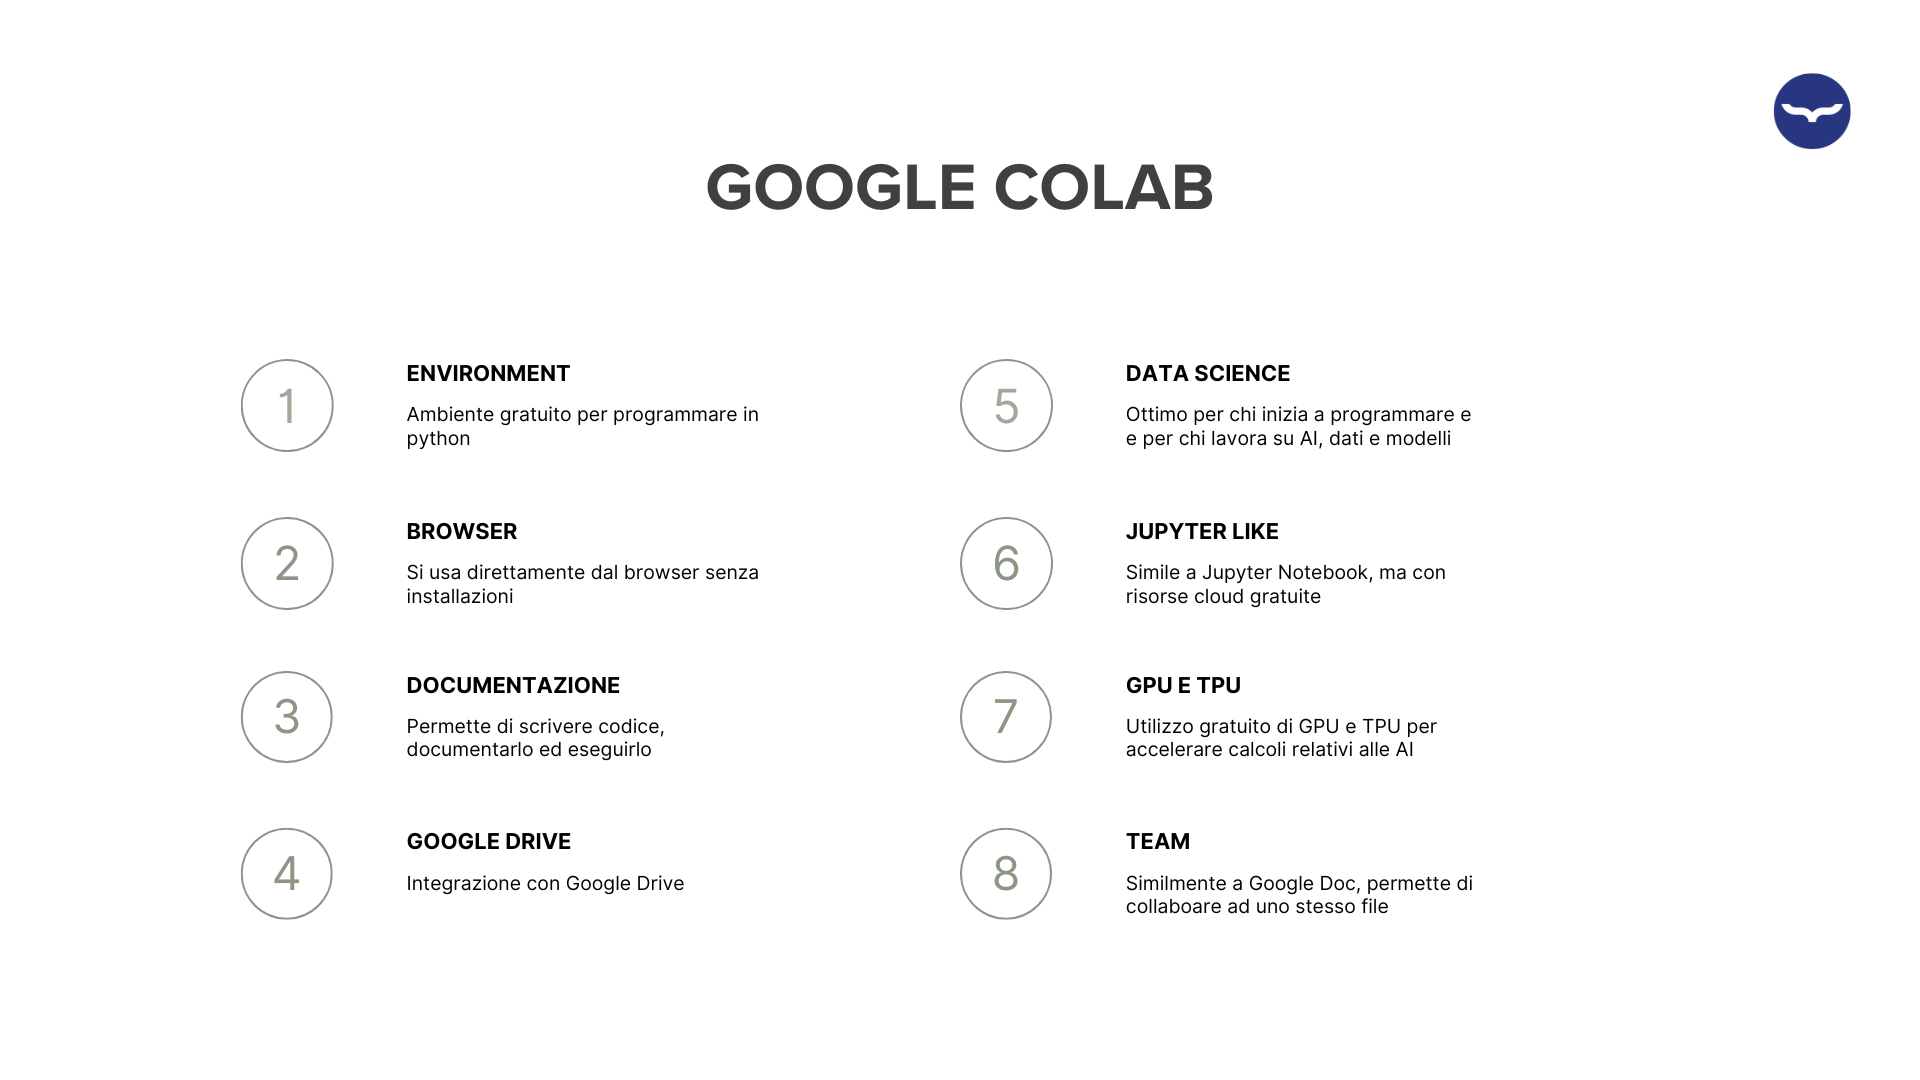 GOOGLE COLAB
1
ENVIRONMENT
Ambiente gratuito per programmare in
python
2
BROWSER
Si usa direttamente dal browser senza
installazioni
3
DOCUMENTAZIONE
Permette di scrivere codice,
documentarlo ed eseguirlo
4
GOOGLE DRIVE
Integrazione con Google Drive
5
DATA SCIENCE
Ottimo per chi inizia a programmare e
e per chi lavora su AI, dati e modelli
6
JUPYTER LIKE
Simile a Jupyter Notebook, ma con
risorse cloud gratuite
7
GPU E TPU
Utilizzo gratuito di GPU e TPU per
accelerare calcoli relativi alle AI
8
TEAM
Similmente a Google Doc, permette di
collaboare ad uno stesso file